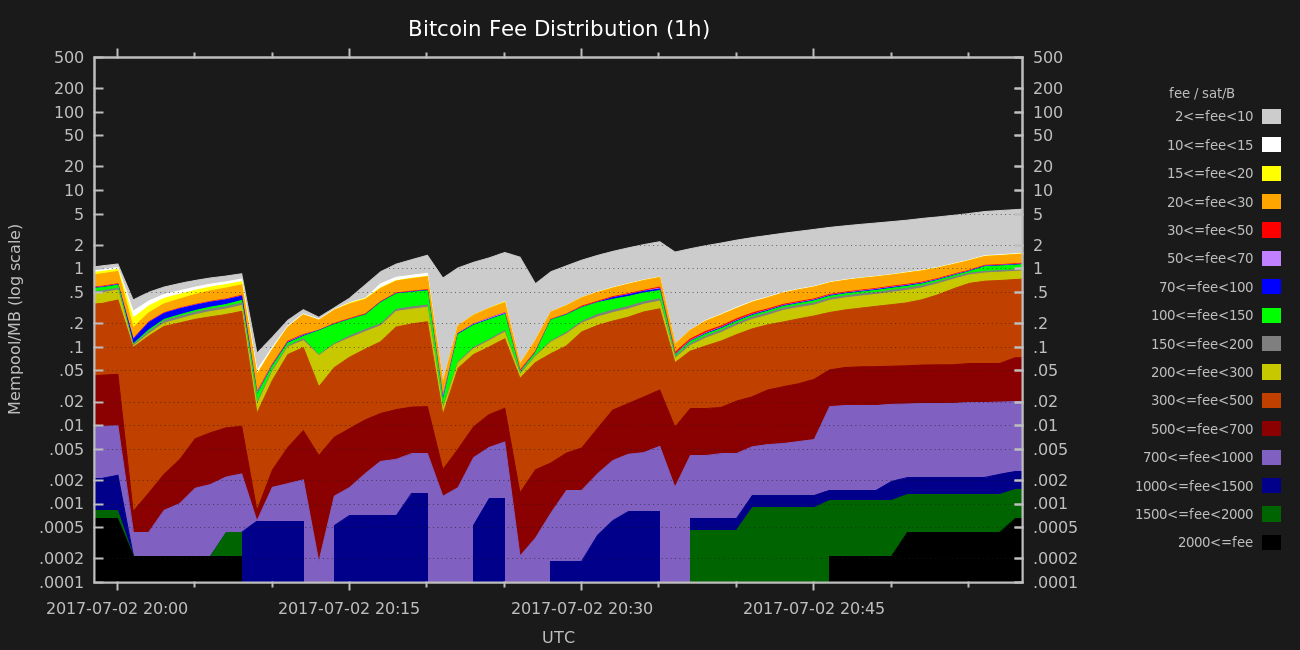 Bitcoin Fee Distribution (1h)
500
200
100
50
20
10
5
2
1
.5
.2
.1
.05
.02
.01
.005
.002
.001
.0005
.0002
.0001
Mempool/MB (log scale)
500
200
100
50
20
10
5
2
1
.5
.2
.1
.05
.02
.01
.005
.002
.001
.0005
.0002
.0001
2017-07-02 20:00
2017-07-02 20:15
2017-07-02 20:30
2017-07-02 20:45
UTC
fee / sat/B
2<=fee<10
10<=fee<15
15<=fee<20
20<=fee<30
30<=fee<50
50<=fee<70
70<=fee<100
100<=fee<150
150<=fee<200
200<=fee<300
300<=fee<500
500<=fee<700
700<=fee<1000
1000<=fee<1500
1500<=fee<2000
2000<=fee